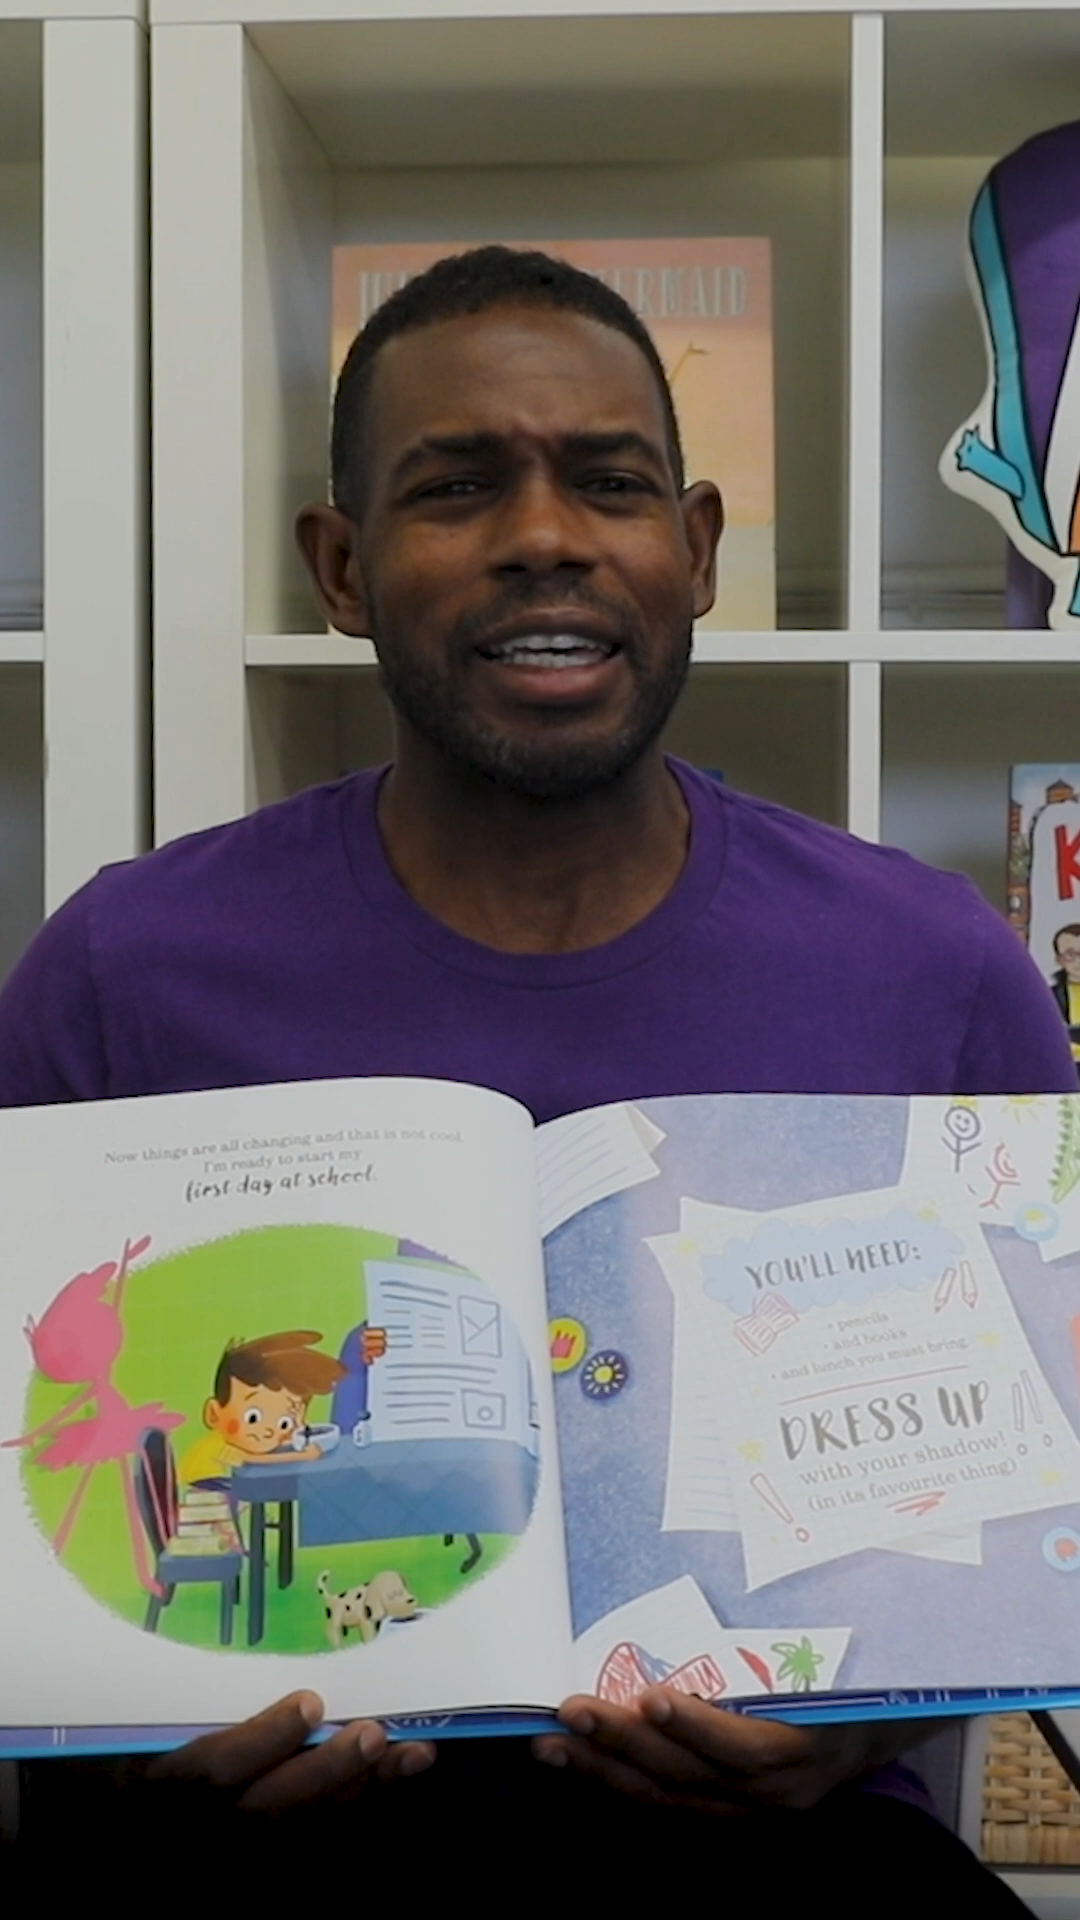 JU MERMAID
K
Now things are all changing and that is not cool.
I'm ready to start my
first day at school.
YOU'LL NEED:
• pencils
• and books
• and lunch you must bring.
DRESS UP
with your shadow!
(in its favourite thing)